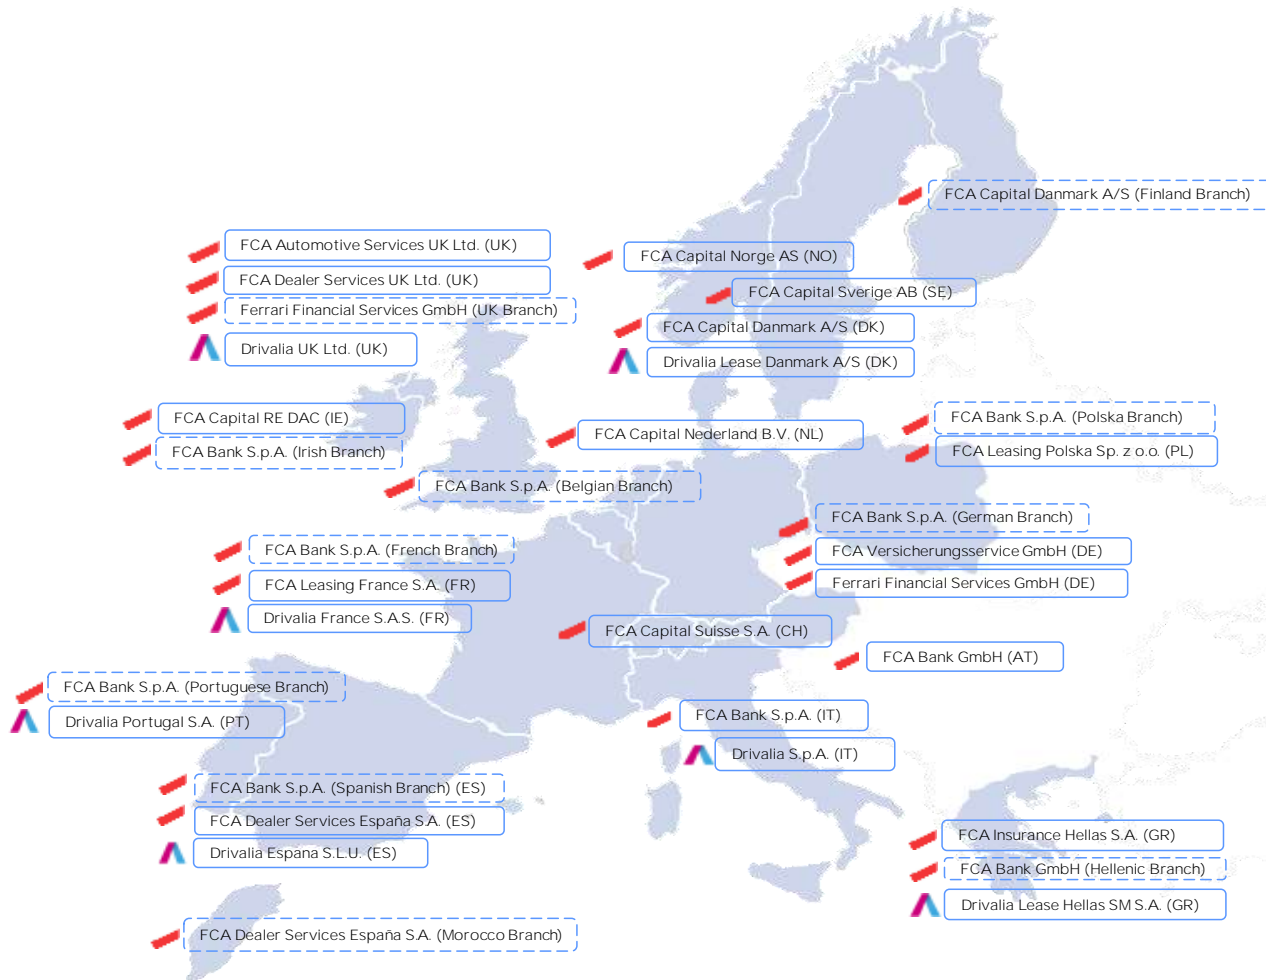 FCA Capital Danmark A/S (Finland Branch)
FCA Automotive Services UK Ltd. (UK)
FCA Dealer Services UK Ltd. (UK)
Ferrari Financial Services GmbH (UK Branch)
Drivalia UK Ltd. (UK)
FCA Capital Norge AS (NO)
FCA Capital Sverige AB (SE)
FCA Capital Danmark A/S (DK)
Drivalia Lease Danmark A/S (DK)
FCA Capital RE DAC (IE)
FCA Bank S.p.A. (Irish Branch)
FCA Capital Nederland B.V. (NL)
FCA Bank S.p.A. (Polska Branch)
FCA Leasing Polska Sp. z o.o. (PL)
FCA Bank S.p.A. (Belgian Branch)
FCA Bank S.p.A. (German Branch)
FCA Versicherungsservice GmbH (DE)
Ferrari Financial Services GmbH (DE)
FCA Bank S.p.A. (French Branch)
FCA Leasing France S.A. (FR)
Drivalia France S.A.S. (FR)
FCA Capital Suisse S.A. (CH)
FCA Bank GmbH (AT)
FCA Bank S.p.A. (Portuguese Branch)
Drivalia Portugal S.A. (PT)
FCA Bank S.p.A. (IT)
Drivalia S.p.A. (IT)
FCA Bank S.p.A. (Spanish Branch) (ES)
FCA Dealer Services España S.A. (ES)
Drivalia Espana S.L.U. (ES)
FCA Insurance Hellas S.A. (GR)
FCA Bank GmbH (Hellenic Branch)
Drivalia Lease Hellas SM S.A. (GR)
FCA Dealer Services España S.A. (Morocco Branch)